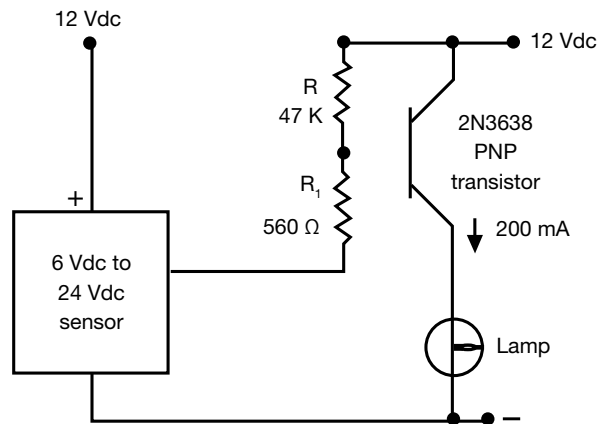 12 Vdc
12 Vdc
R
47 K
2N3638
PNP
transistor
R₁
560 Ω
200 mA
+
6 Vdc to
24 Vdc
sensor
Lamp
−